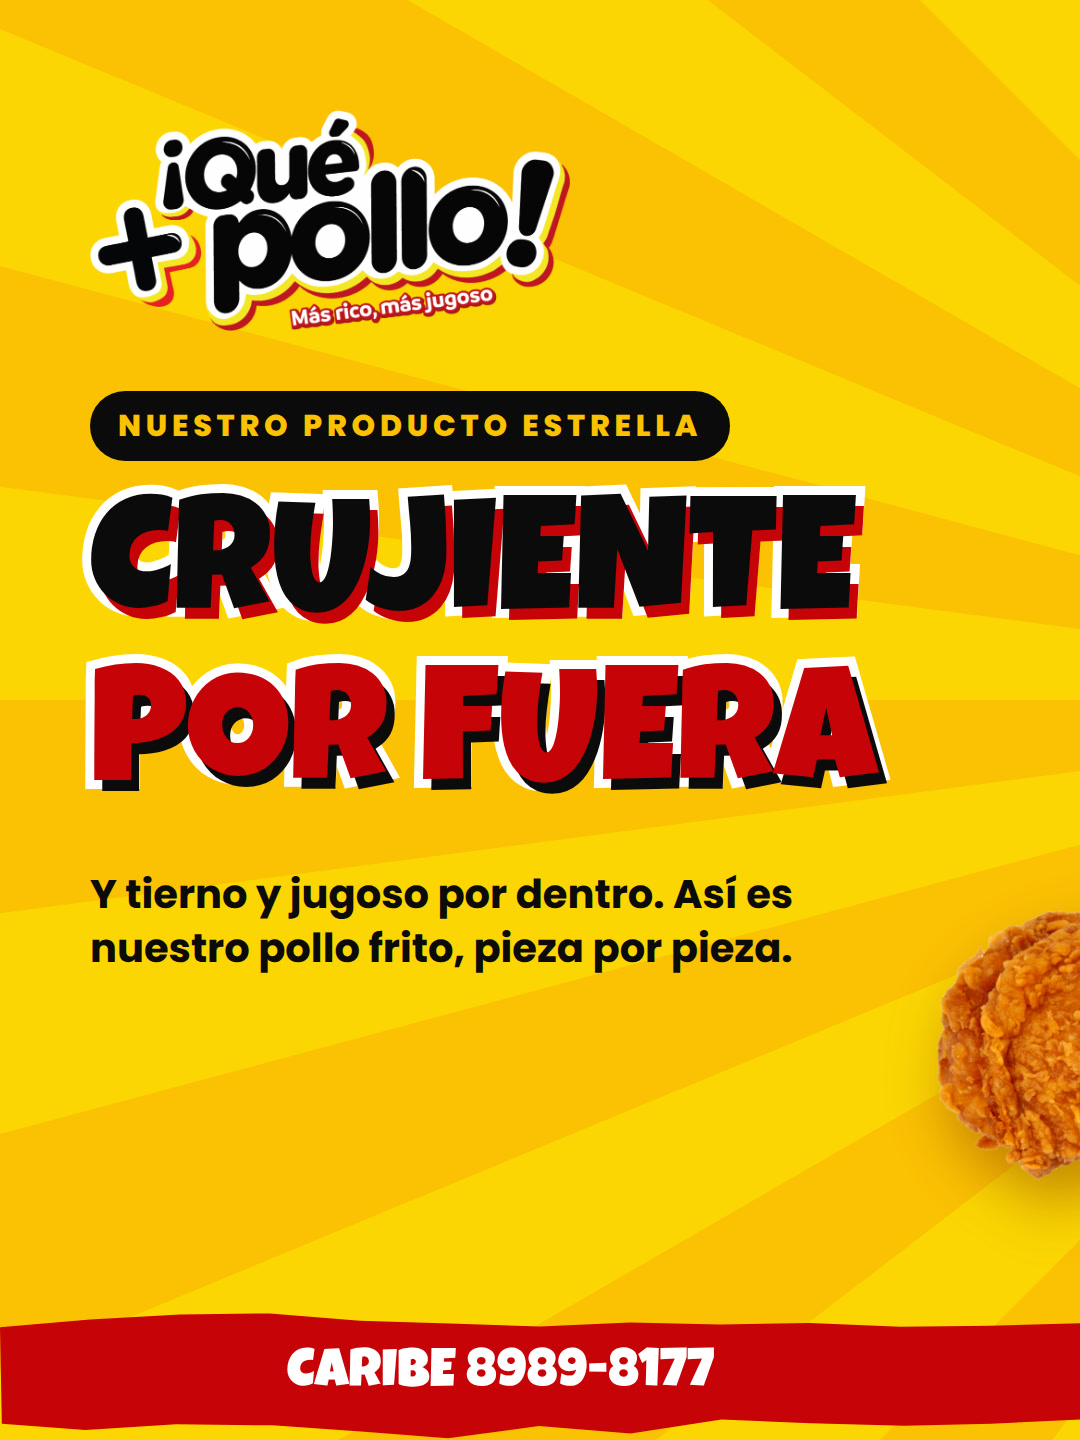 ¡Qué
+ pollo!
Más rico, más jugoso
NUESTRO PRODUCTO ESTRELLA
CRUJIENTE
POR FUERA
Y tierno y jugoso por dentro. Así es
nuestro pollo frito, pieza por pieza.
CARIBE 8989-8177